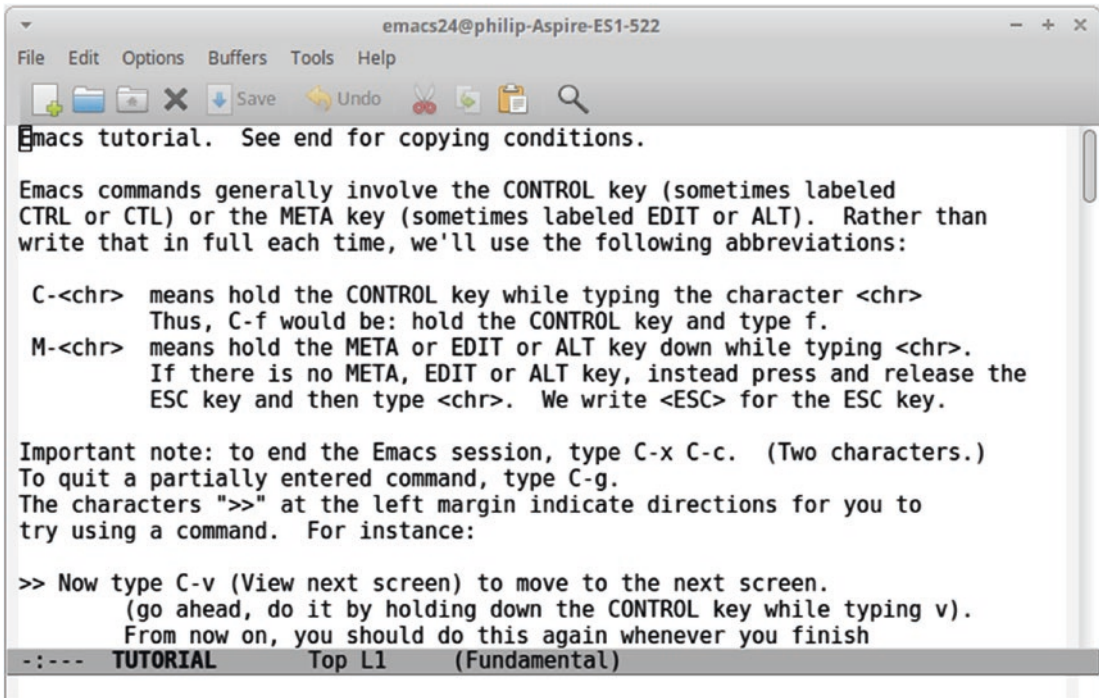 emacs24@philip-Aspire-ES1-522
File Edit Options Buffers Tools Help
Save Undo
Emacs tutorial.  See end for copying conditions.

Emacs commands generally involve the CONTROL key (sometimes labeled
CTRL or CTL) or the META key (sometimes labeled EDIT or ALT).  Rather than
write that in full each time, we'll use the following abbreviations:

 C-<chr>  means hold the CONTROL key while typing the character <chr>
          Thus, C-f would be: hold the CONTROL key and type f.
 M-<chr>  means hold the META or EDIT or ALT key down while typing <chr>.
          If there is no META, EDIT or ALT key, instead press and release the
          ESC key and then type <chr>.  We write <ESC> for the ESC key.

Important note: to end the Emacs session, type C-x C-c.  (Two characters.)
To quit a partially entered command, type C-g.
The characters ">>" at the left margin indicate directions for you to
try using a command.  For instance:

>> Now type C-v (View next screen) to move to the next screen.
        (go ahead, do it by holding down the CONTROL key while typing v).
        From now on, you should do this again whenever you finish
-:---  TUTORIAL       Top L1     (Fundamental)